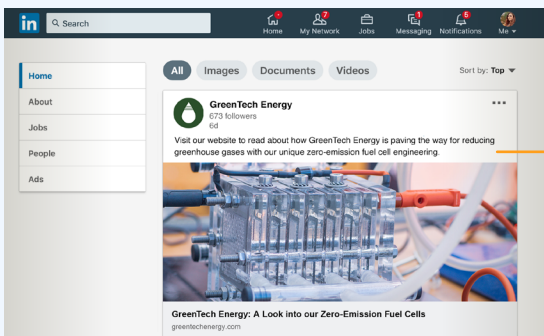 in
Search
Home
7
My Network
Jobs
1
Messaging
5
Notifications
Me
Home
About
Jobs
People
Ads
All
Images
Documents
Videos
Sort by: Top
GreenTech Energy
673 followers
6d
Visit our website to read about how GreenTech Energy is paving the way for reducing
greenhouse gases with our unique zero-emission fuel cell engineering.
GreenTech Energy: A Look into our Zero-Emission Fuel Cells
greentechenergy.com